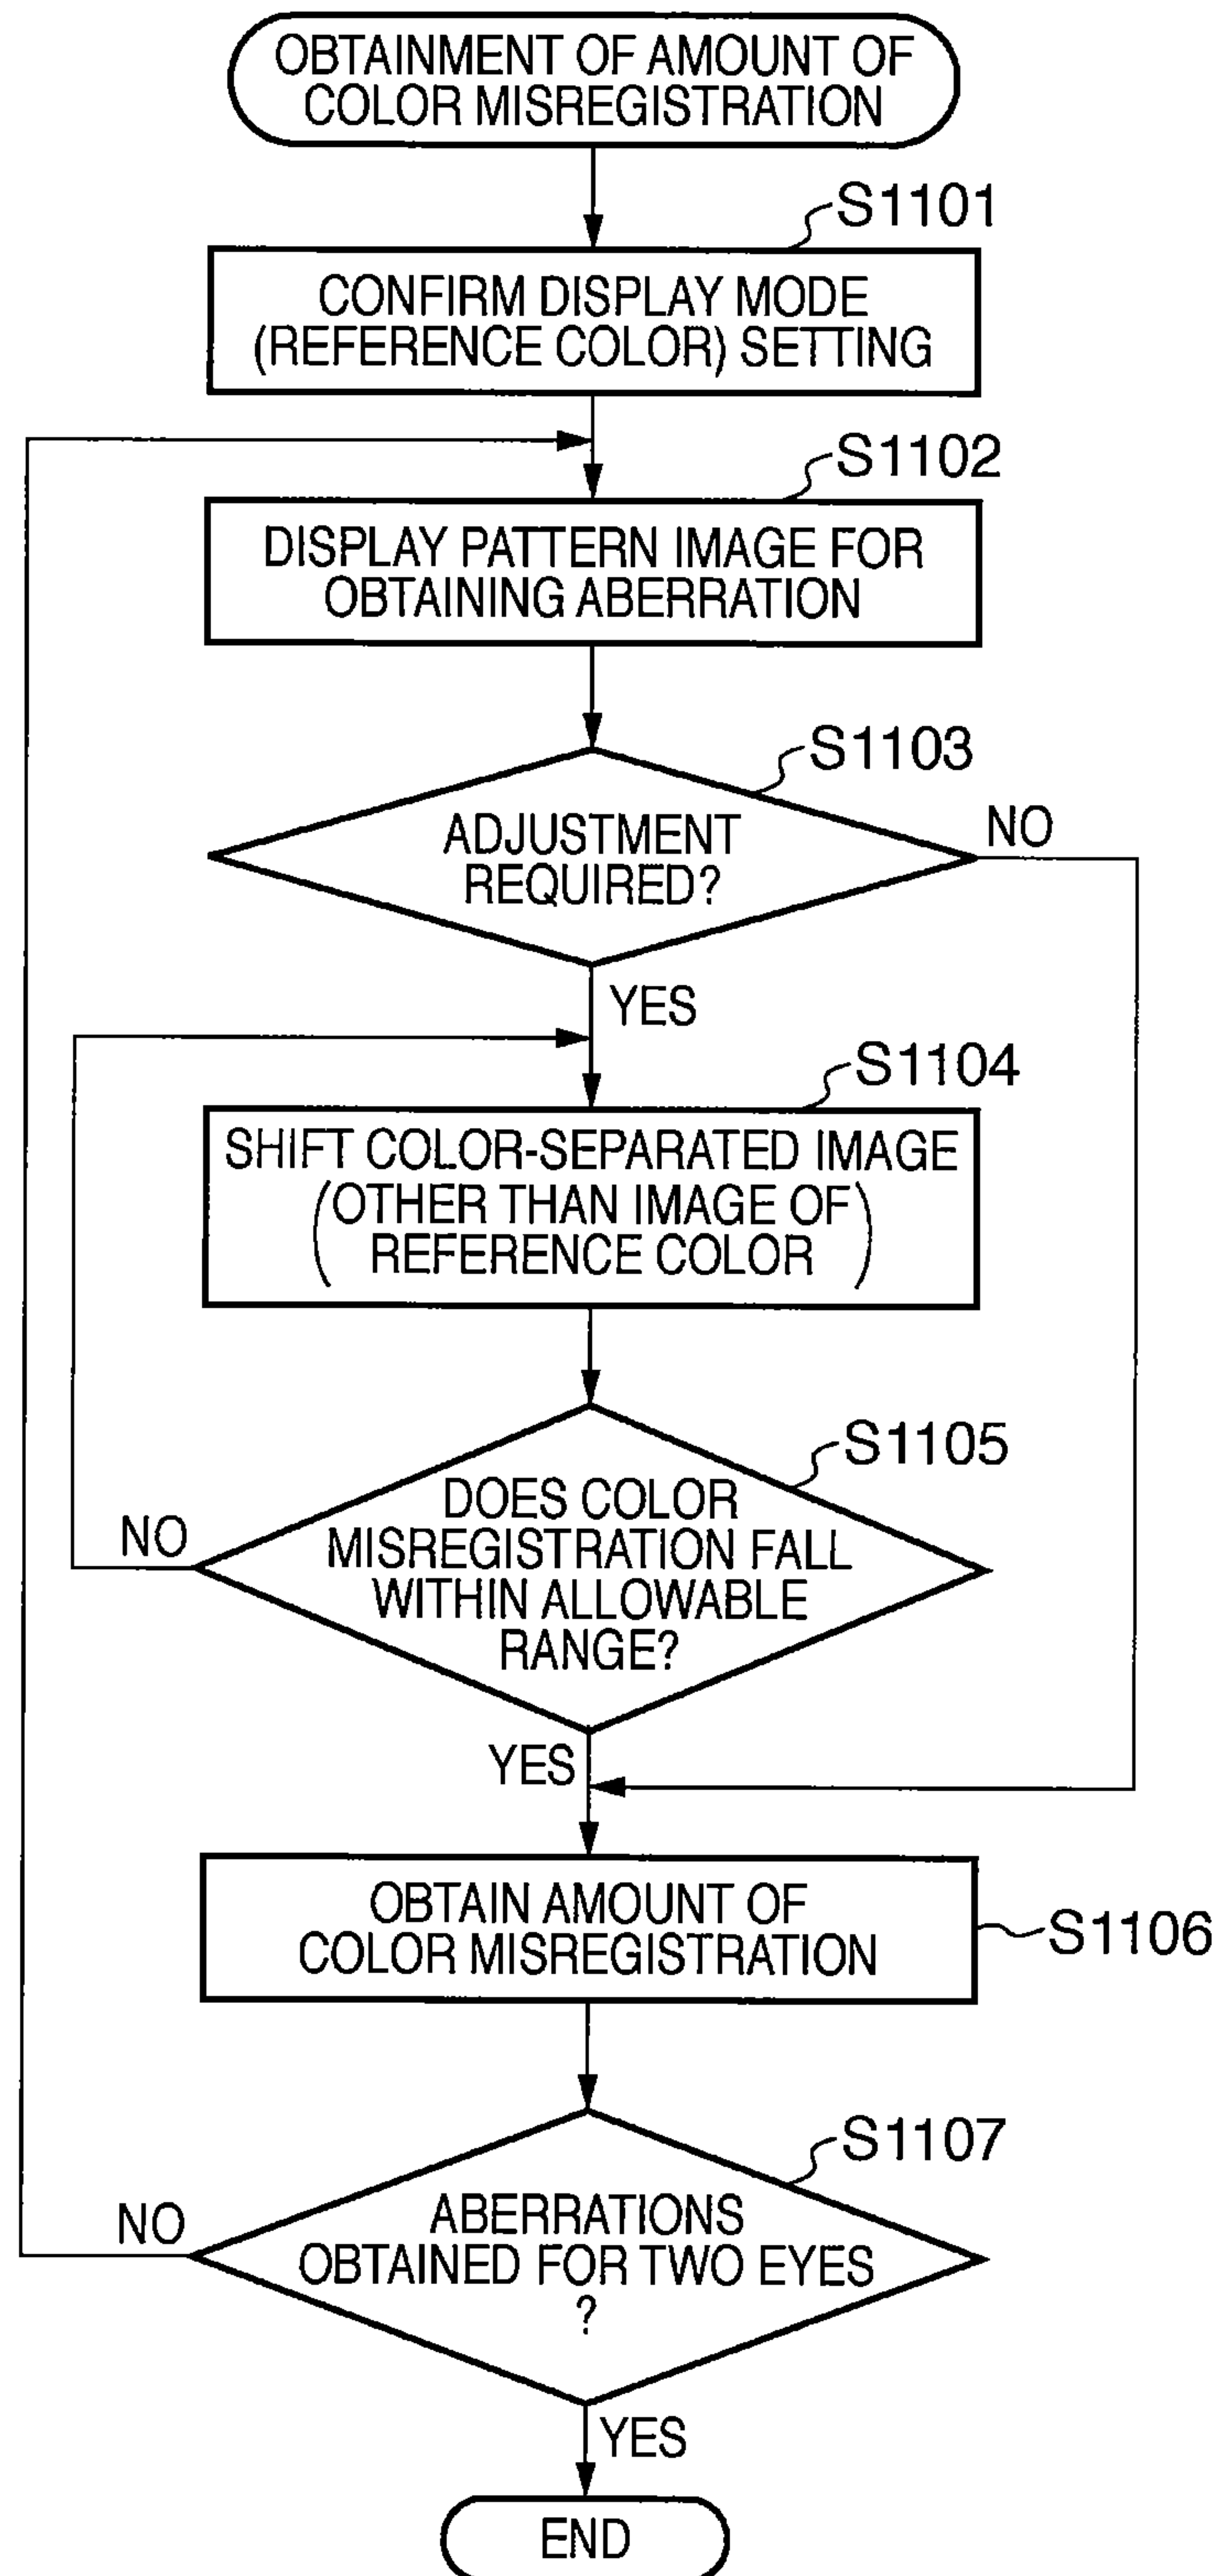 OBTAINMENT OF AMOUNT OF
COLOR MISREGISTRATION
S1101
CONFIRM DISPLAY MODE
(REFERENCE COLOR) SETTING
S1102
DISPLAY PATTERN IMAGE FOR
OBTAINING ABERRATION
S1103
ADJUSTMENT
REQUIRED?
NO
YES
S1104
SHIFT COLOR-SEPARATED IMAGE
(OTHER THAN IMAGE OF
REFERENCE COLOR)
S1105
DOES COLOR
MISREGISTRATION FALL
WITHIN ALLOWABLE
RANGE?
NO
YES
OBTAIN AMOUNT OF
COLOR MISREGISTRATION
S1106
S1107
ABERRATIONS
OBTAINED FOR TWO EYES
?
NO
YES
END